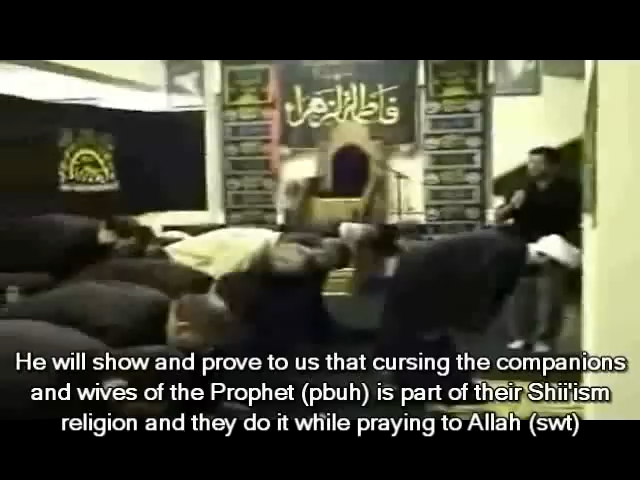 فاطمة الزهراء
He will show and prove to us that cursing the companions
and wives of the Prophet (pbuh) is part of their Shii'ism
religion and they do it while praying to Allah (swt)